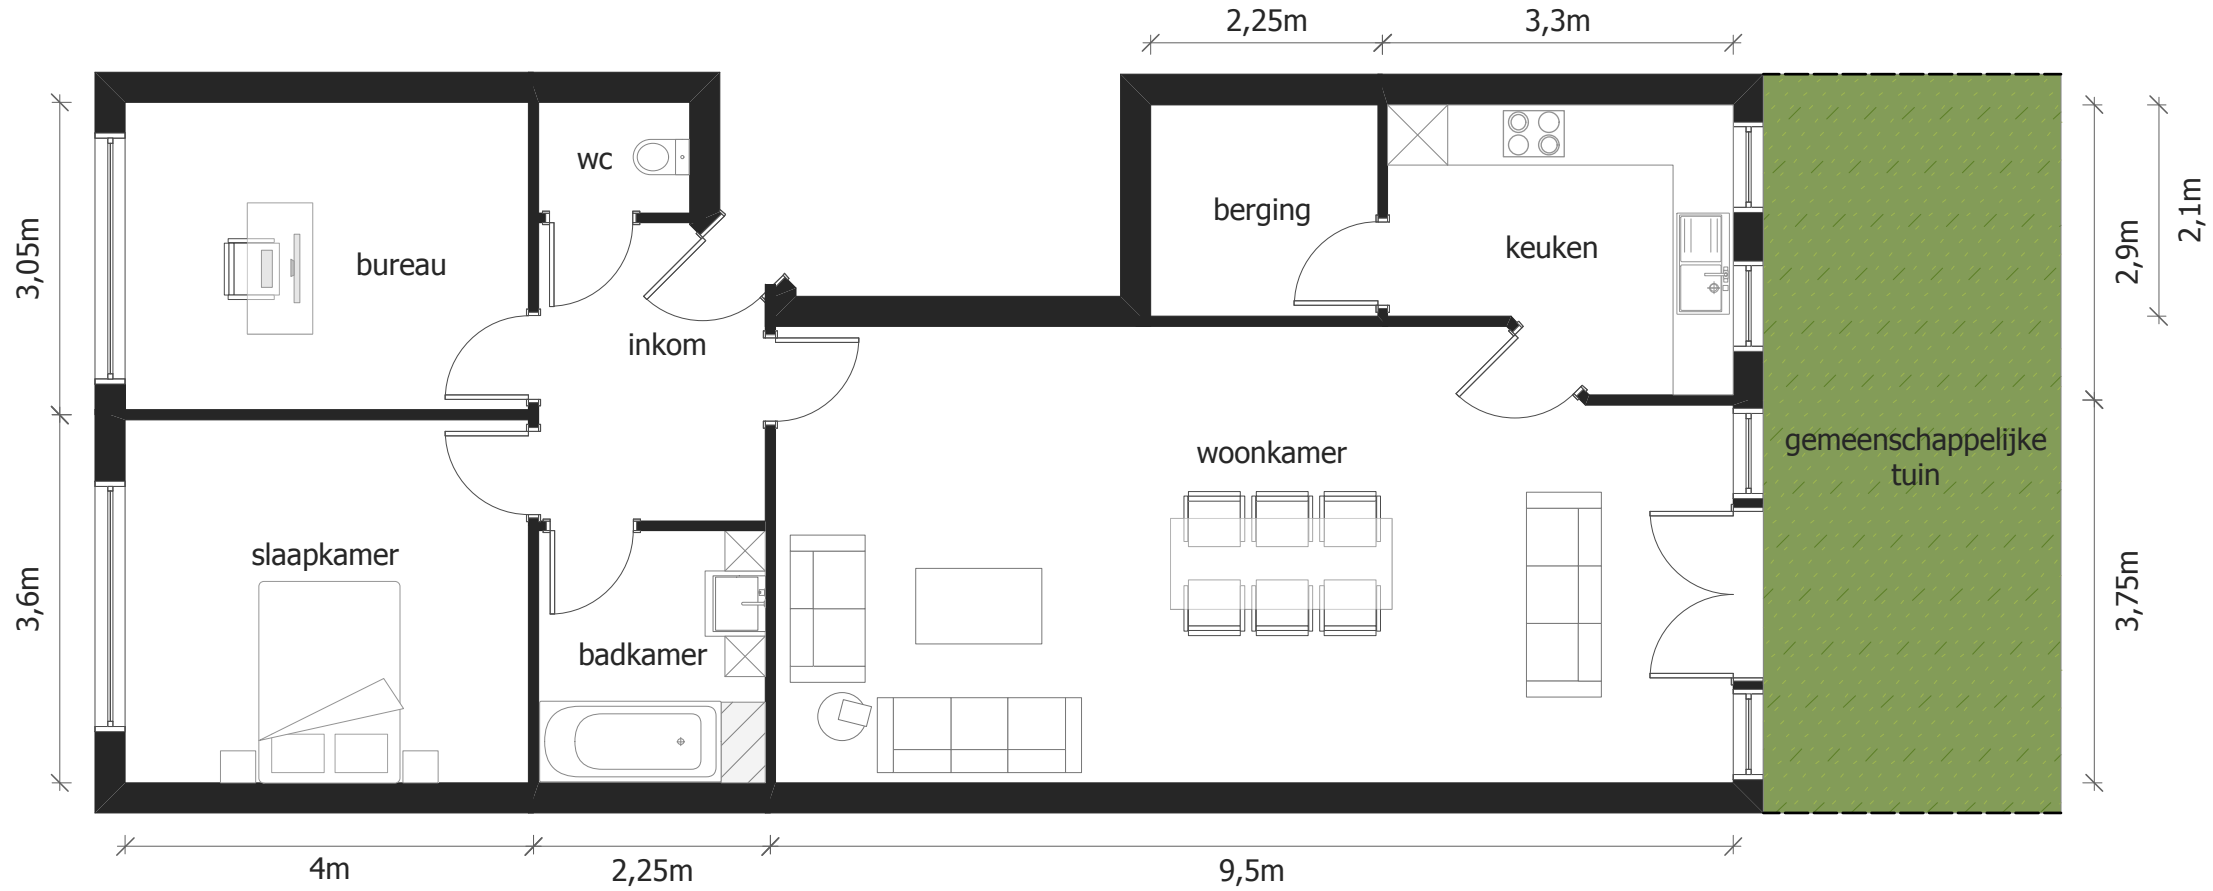 2,25m
3,3m
wc
berging
keuken
bureau
inkom
3,05m
2,9m
2,1m
woonkamer
gemeenschappelijke
tuin
slaapkamer
badkamer
3,6m
3,75m
4m
2,25m
9,5m